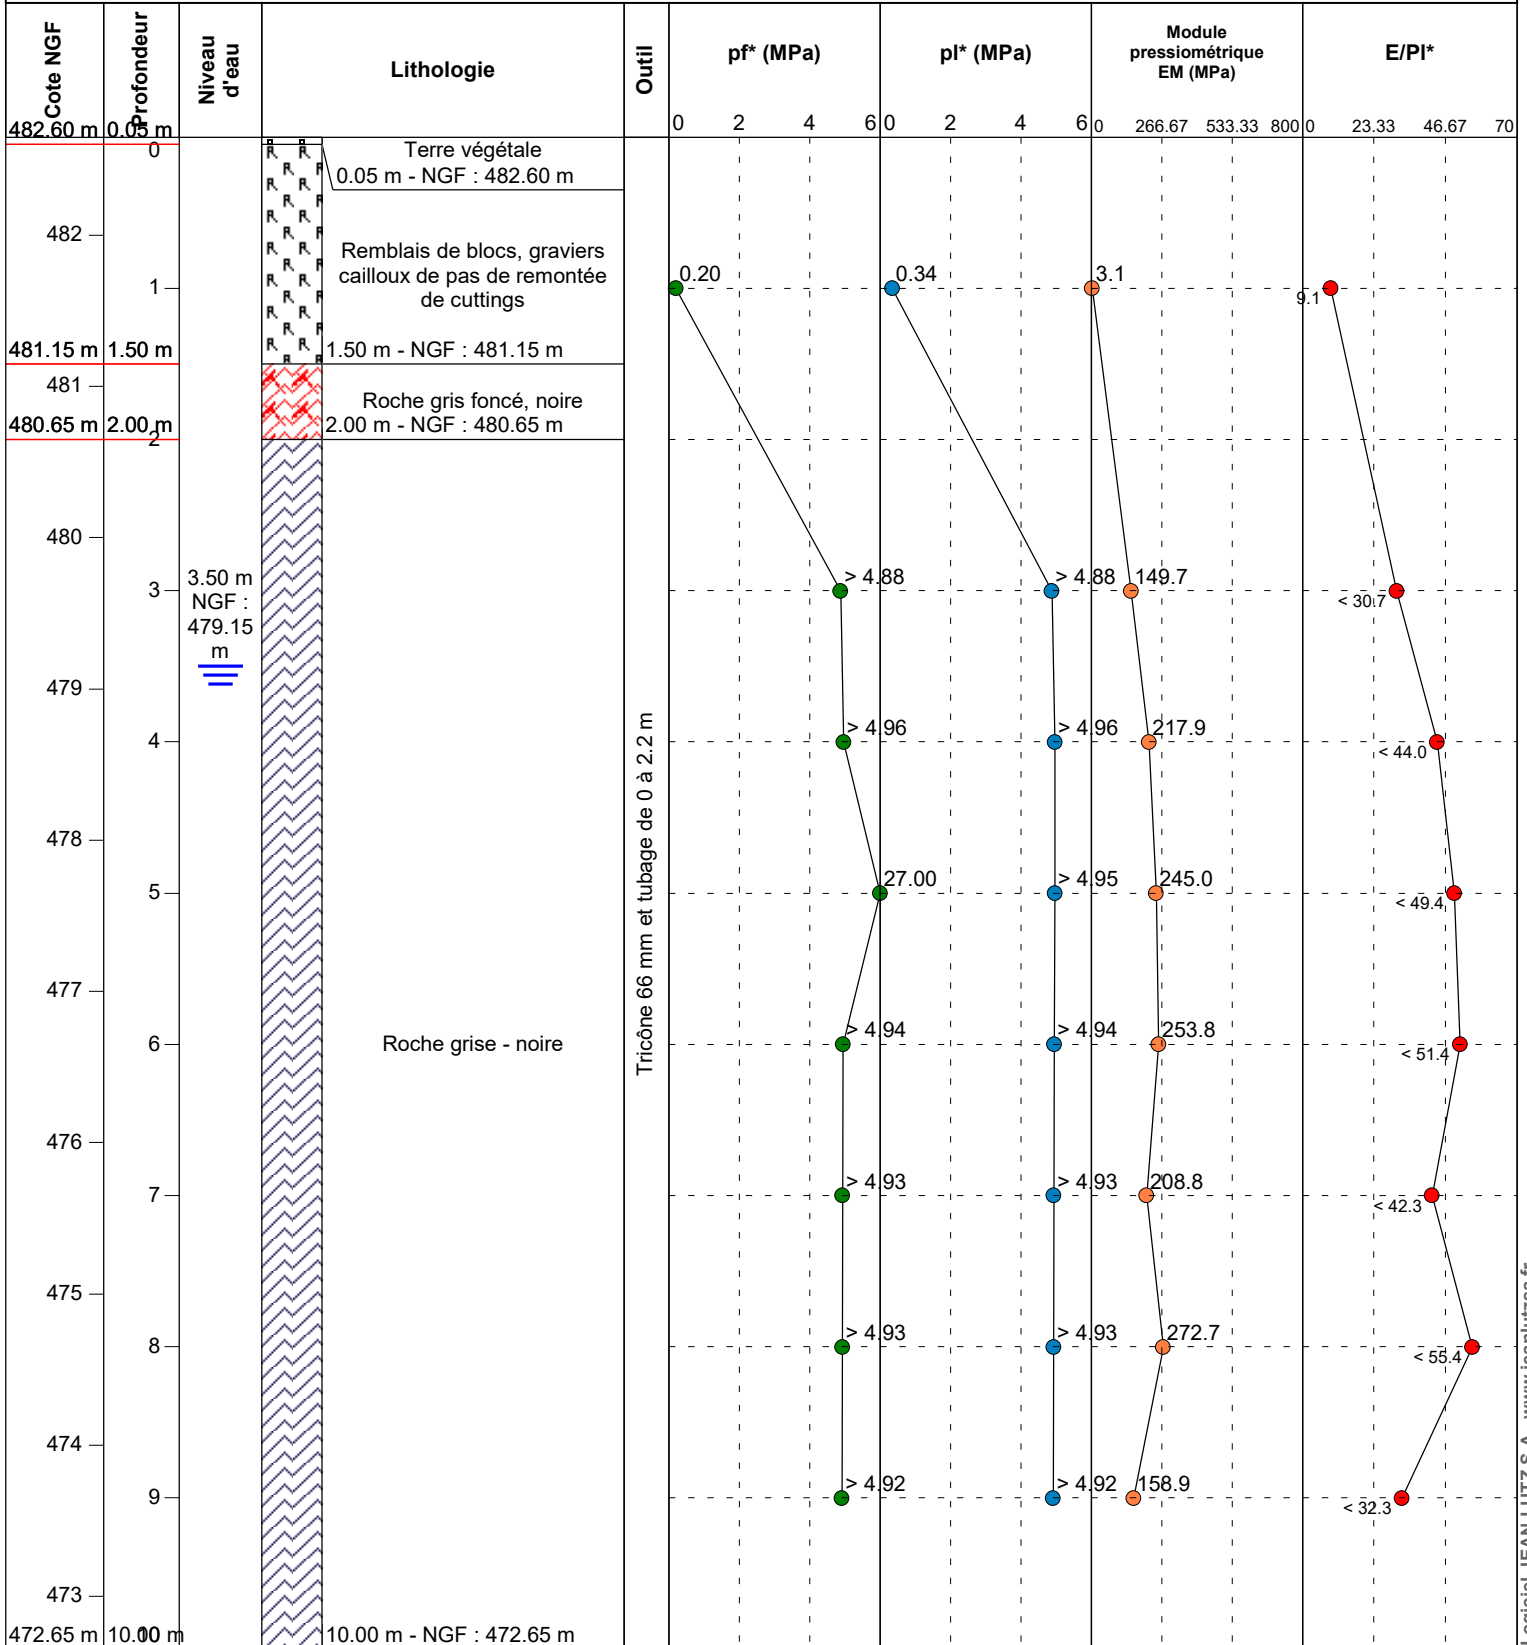 Cote NGF
Profondeur
Niveau
d'eau
Lithologie
Outil
pf* (MPa)
pl* (MPa)
Module
pressiométrique
EM (MPa)
E/Pl*
0 2 4 6
0 2 4 6
0 266.67 533.33 800
0 23.33 46.67 70
482.60 m 0.05 m
0
Terre végétale
0.05 m - NGF : 482.60 m
482
Remblais de blocs, graviers
cailloux de pas de remontée
de cuttings
1
0.20
0.34
3.1
9.1
481.15 m 1.50 m
1.50 m - NGF : 481.15 m
481
Roche gris foncé, noire
480.65 m 2.00 m
2.00 m - NGF : 480.65 m
2
480
3.50 m
NGF :
479.15
m
3
> 4.88
> 4.88
149.7
< 30.7
479
4
> 4.96
> 4.96
217.9
< 44.0
Tricône 66 mm et tubage de 0 à 2.2 m
478
5
27.00
> 4.95
245.0
< 49.4
477
6
Roche grise - noire
> 4.94
> 4.94
253.8
< 51.4
476
7
> 4.93
> 4.93
208.8
< 42.3
475
8
> 4.93
> 4.93
272.7
< 55.4
474
9
> 4.92
> 4.92
158.9
< 32.3
473
472.65 m 10.00 m
10
10.00 m - NGF : 472.65 m
Logiciel JEAN LUTZ S.A - www.jeanlutzsa.fr